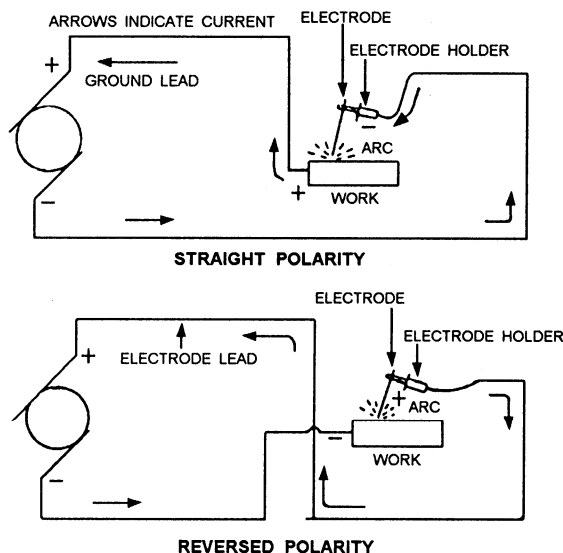 ARROWS INDICATE CURRENT
ELECTRODE
ELECTRODE HOLDER
+
GROUND LEAD
−
ARC
+
WORK
−
STRAIGHT POLARITY
ELECTRODE
ELECTRODE HOLDER
+
ELECTRODE LEAD
+
ARC
−
WORK
−
REVERSED POLARITY